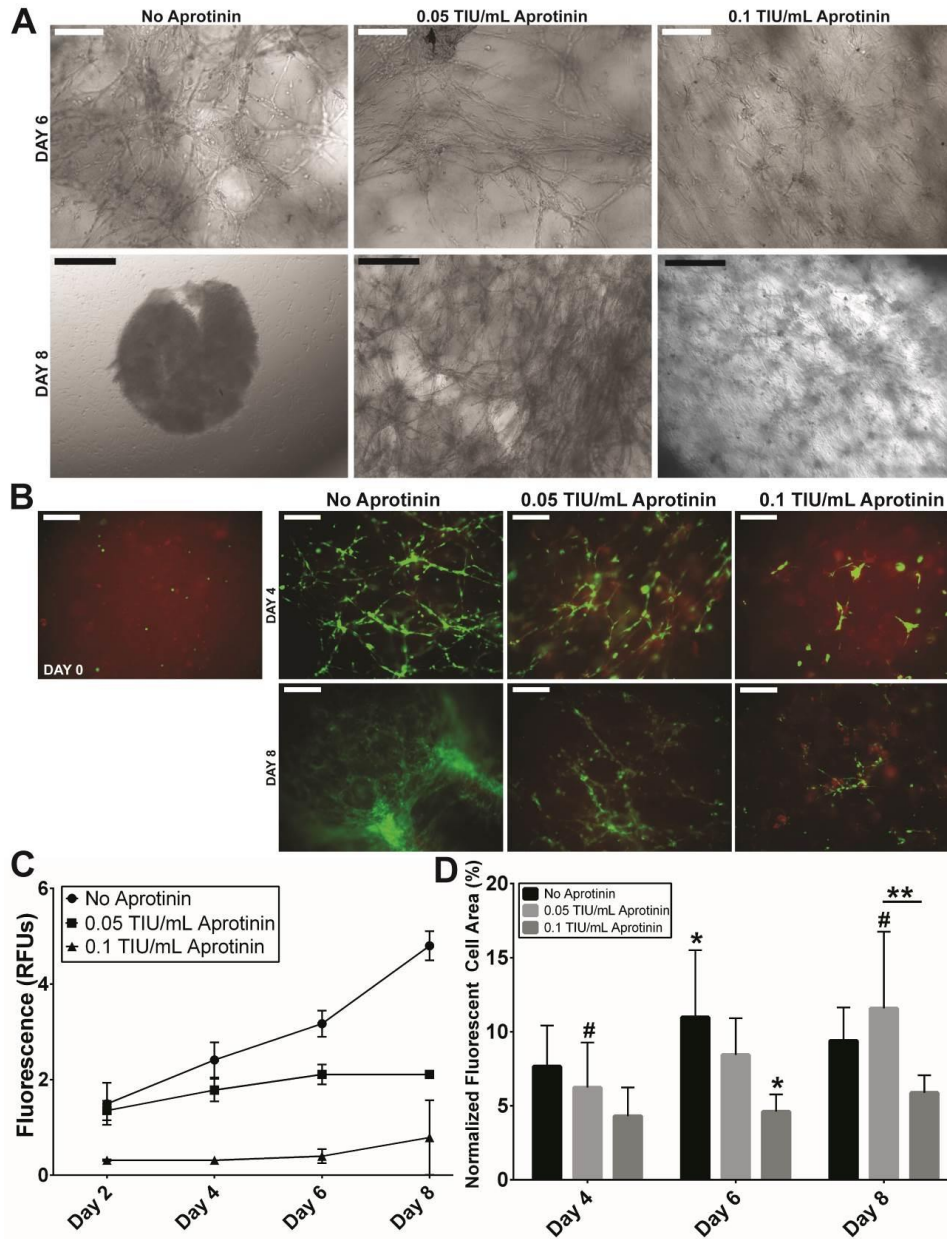 A
No Aprotinin
0.05 TIU/mL Aprotinin
0.1 TIU/mL Aprotinin
DAY 6
DAY 8
B
No Aprotinin
0.05 TIU/mL Aprotinin
0.1 TIU/mL Aprotinin
DAY 0
DAY 4
DAY 8
C
Fluorescence (RFUs)
6
4
2
0
No Aprotinin
0.05 TIU/mL Aprotinin
0.1 TIU/mL Aprotinin
Day 2
Day 4
Day 6
Day 8
D
Normalized Fluorescent Cell Area (%)
20
15
10
5
0
No Aprotinin
0.05 TIU/mL Aprotinin
0.1 TIU/mL Aprotinin
#
*
*
#
**
Day 4
Day 6
Day 8